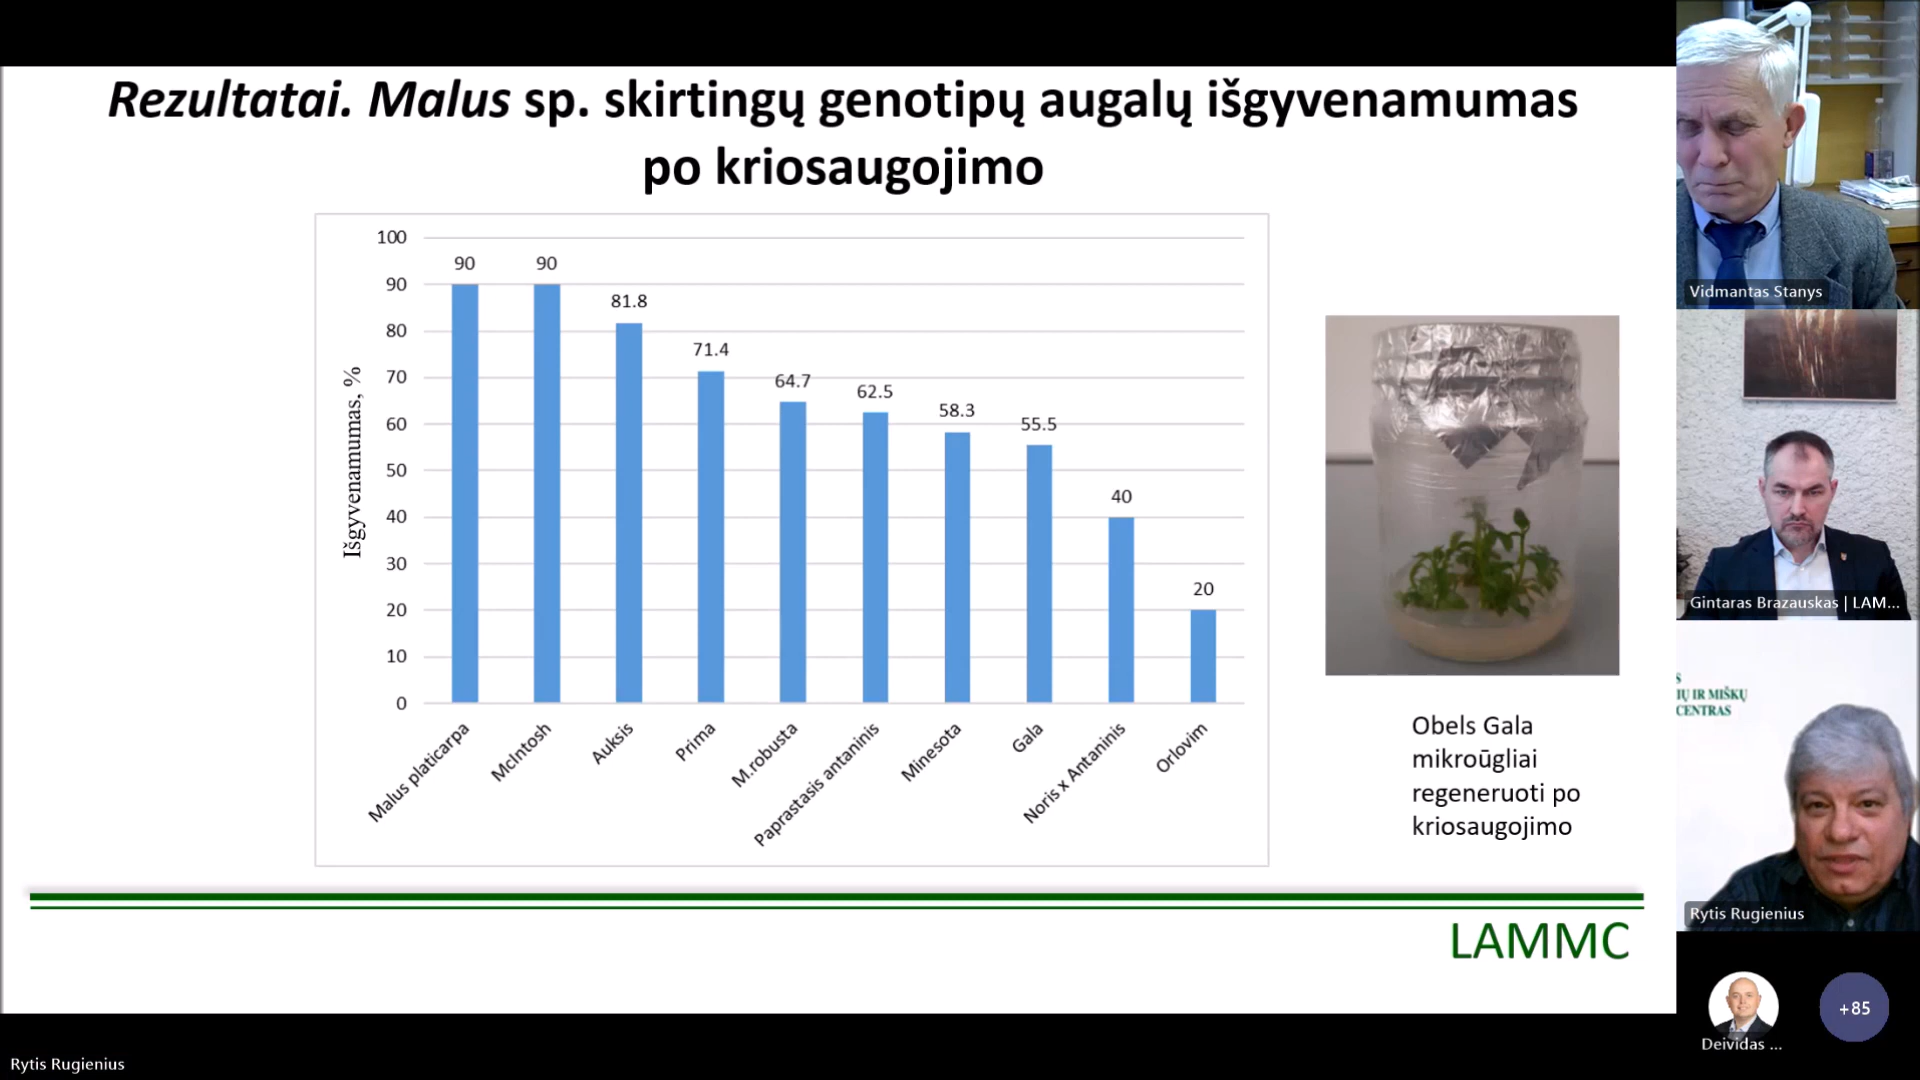 Rezultatai. Malus sp. skirtingų genotipų augalų išgyvenamumas
po kriosaugojimo
Išgyvenamumas, %
100
90
80
70
60
50
40
30
20
10
0
90
90
81.8
71.4
64.7
62.5
58.3
55.5
40
20
Malus platicarpa
McIntosh
Auksis
Prima
M.robusta
Paprastasis antaninis
Minesota
Gala
Noris x Antaninis
Orlovim
Obels Gala
mikroūgliai
regeneruoti po
kriosaugojimo
LAMMC
Vidmantas Stanys
Gintaras Brazauskas | LAM...
S
IŲ IR MIŠKŲ
CENTRAS
Rytis Rugienius
Deividas ...
+85
Rytis Rugienius